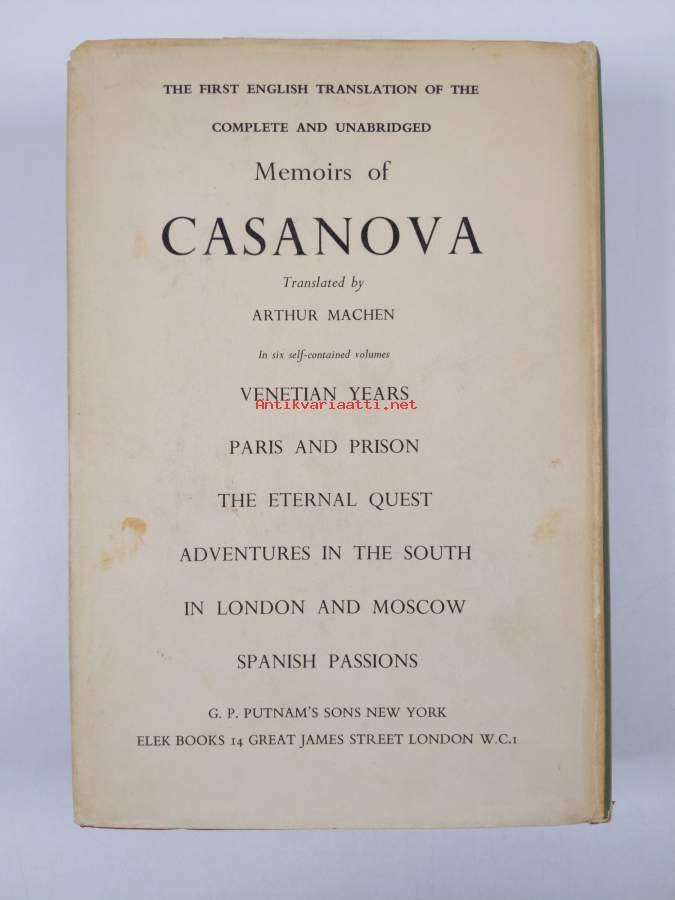 THE FIRST ENGLISH TRANSLATION OF THE
COMPLETE AND UNABRIDGED
Memoirs of
CASANOVA
Translated by
ARTHUR MACHEN
In six self-contained volumes
VENETIAN YEARS
Antikvariaatti.net
PARIS AND PRISON
THE ETERNAL QUEST
ADVENTURES IN THE SOUTH
IN LONDON AND MOSCOW
SPANISH PASSIONS
G. P. PUTNAM'S SONS NEW YORK
ELEK BOOKS 14 GREAT JAMES STREET LONDON W.C.1